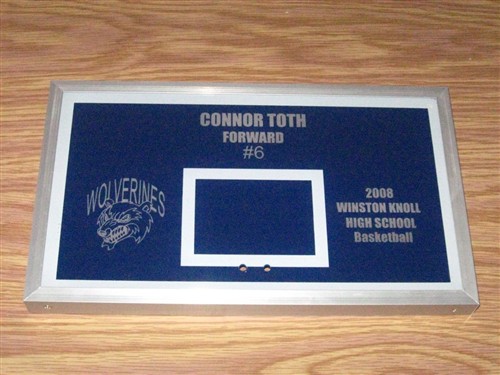 CONNOR TOTH
FORWARD
#6
WOLVERINES
2008
WINSTON KNOLL
HIGH SCHOOL
Basketball